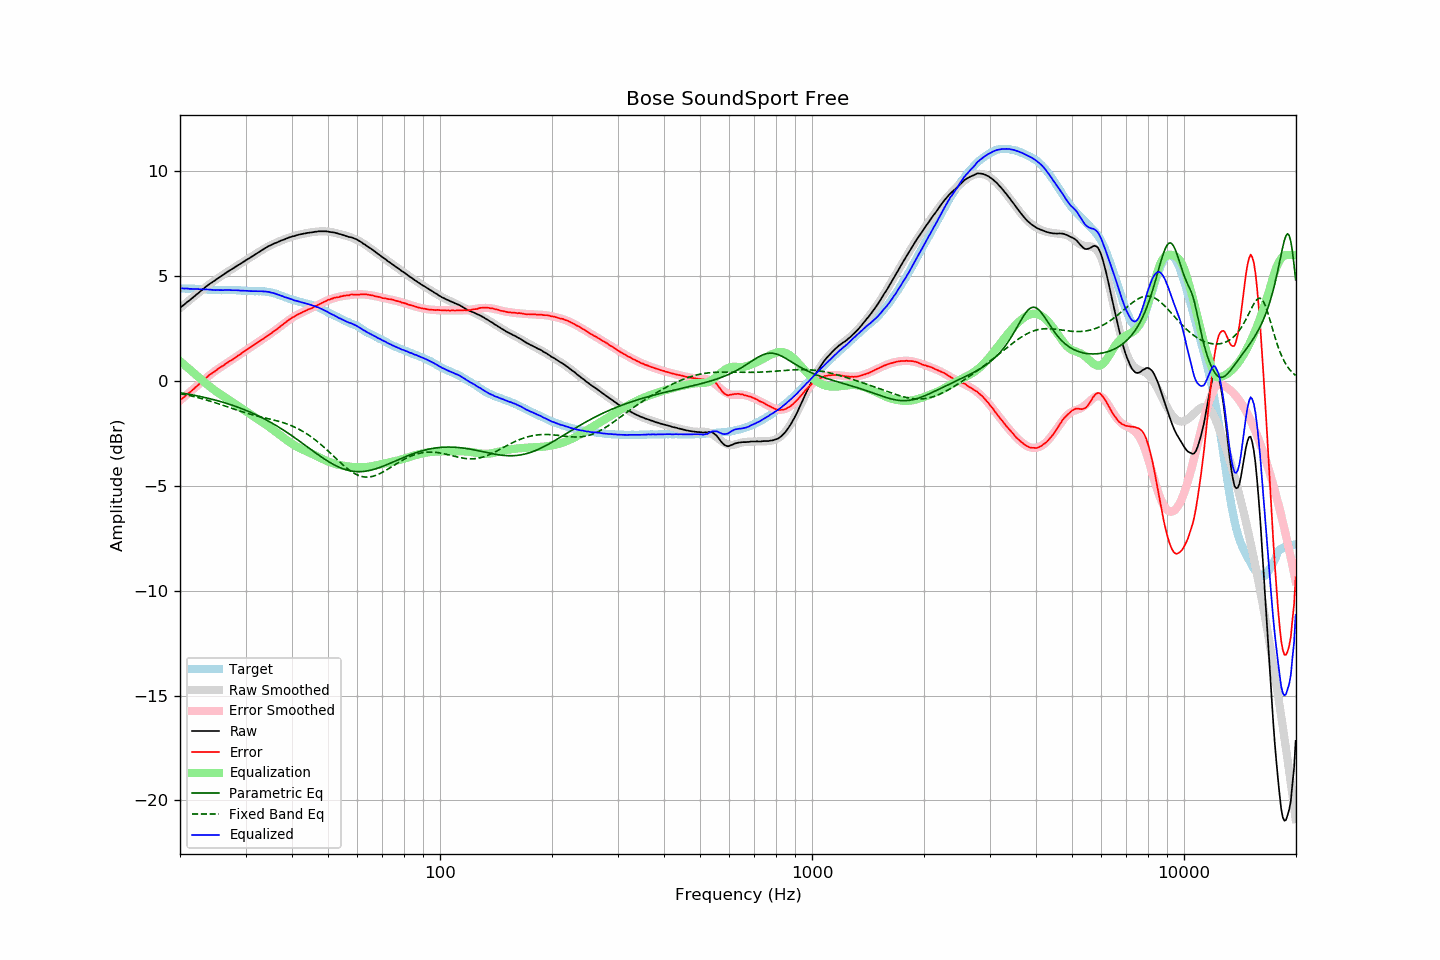 Bose SoundSport Free
Amplitude (dBr)
10
5
0
−5
−10
−15
−20
Target
Raw Smoothed
Error Smoothed
Raw
Error
Equalization
Parametric Eq
Fixed Band Eq
Equalized
100
1000
10000
Frequency (Hz)